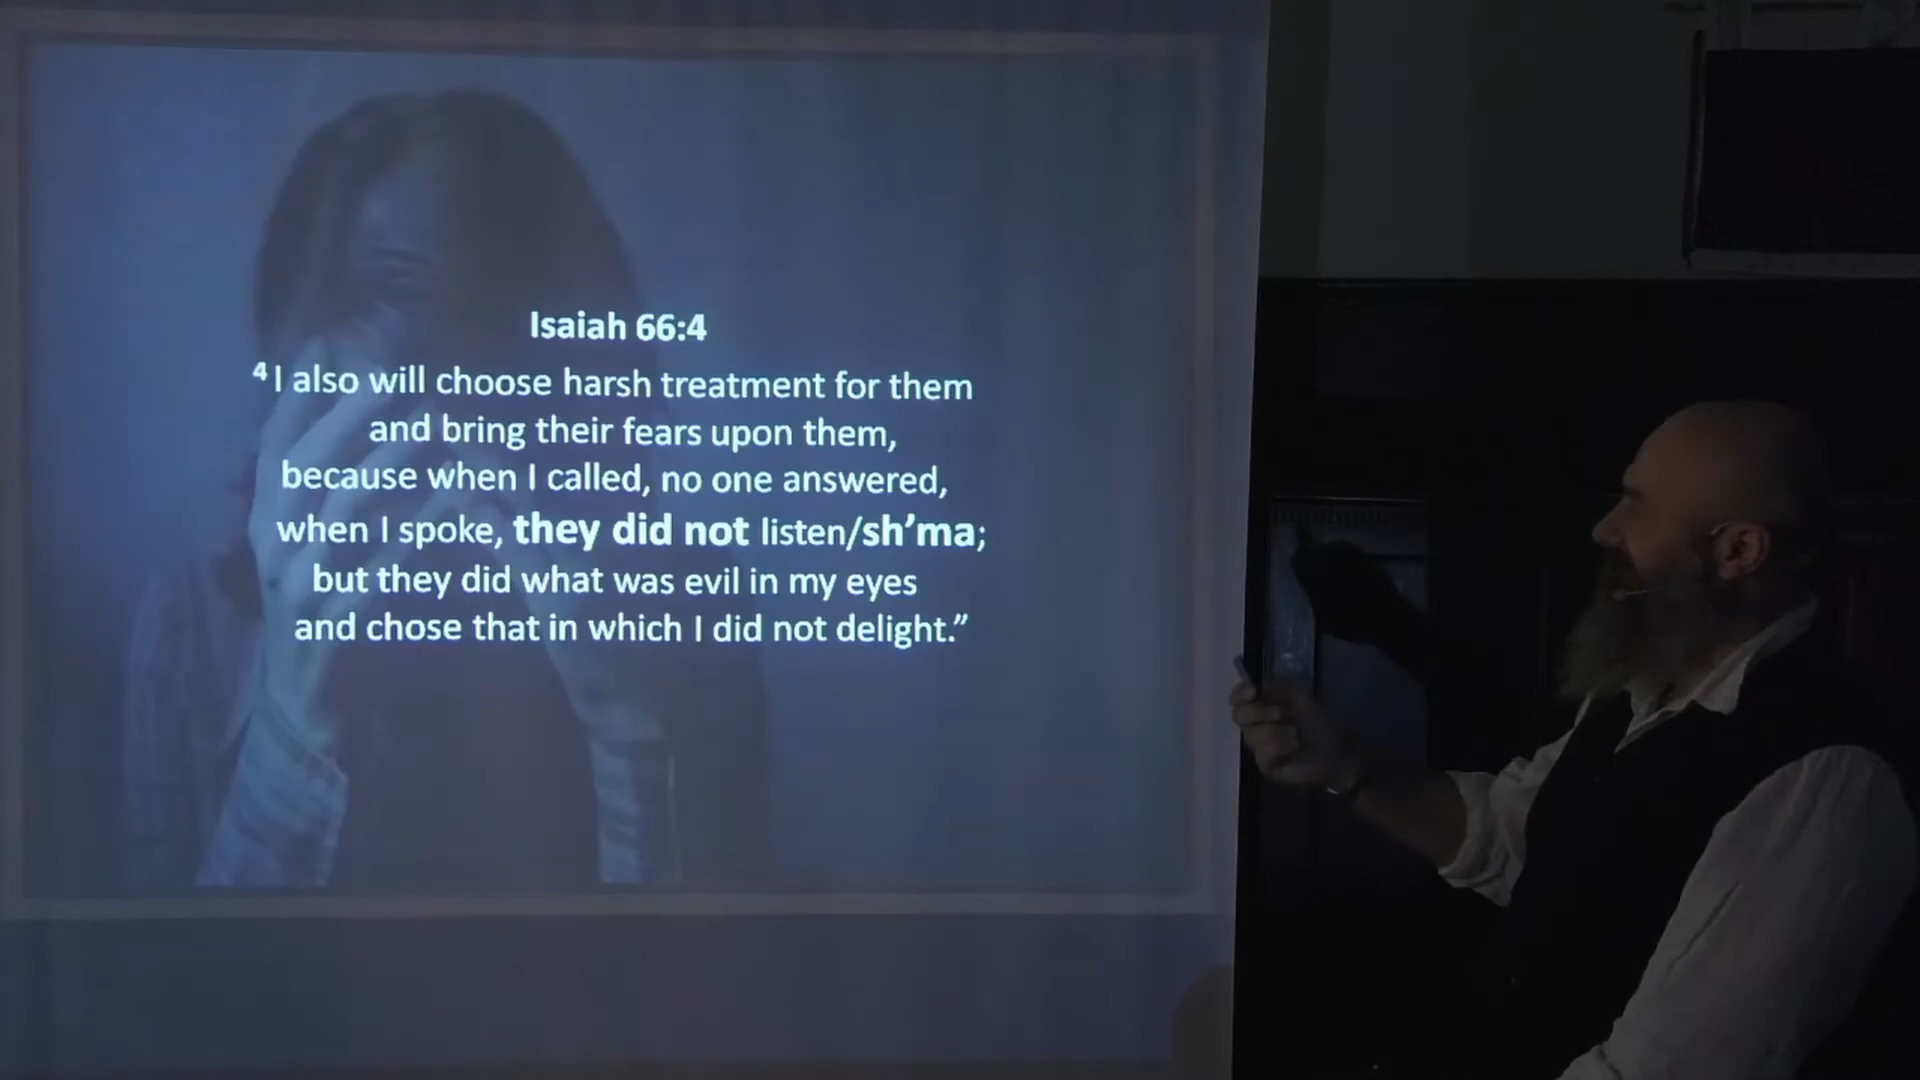 Isaiah 66:4
⁴ I also will choose harsh treatment for them
and bring their fears upon them,
because when I called, no one answered,
when I spoke, they did not listen/sh’ma;
but they did what was evil in my eyes
and chose that in which I did not delight.”